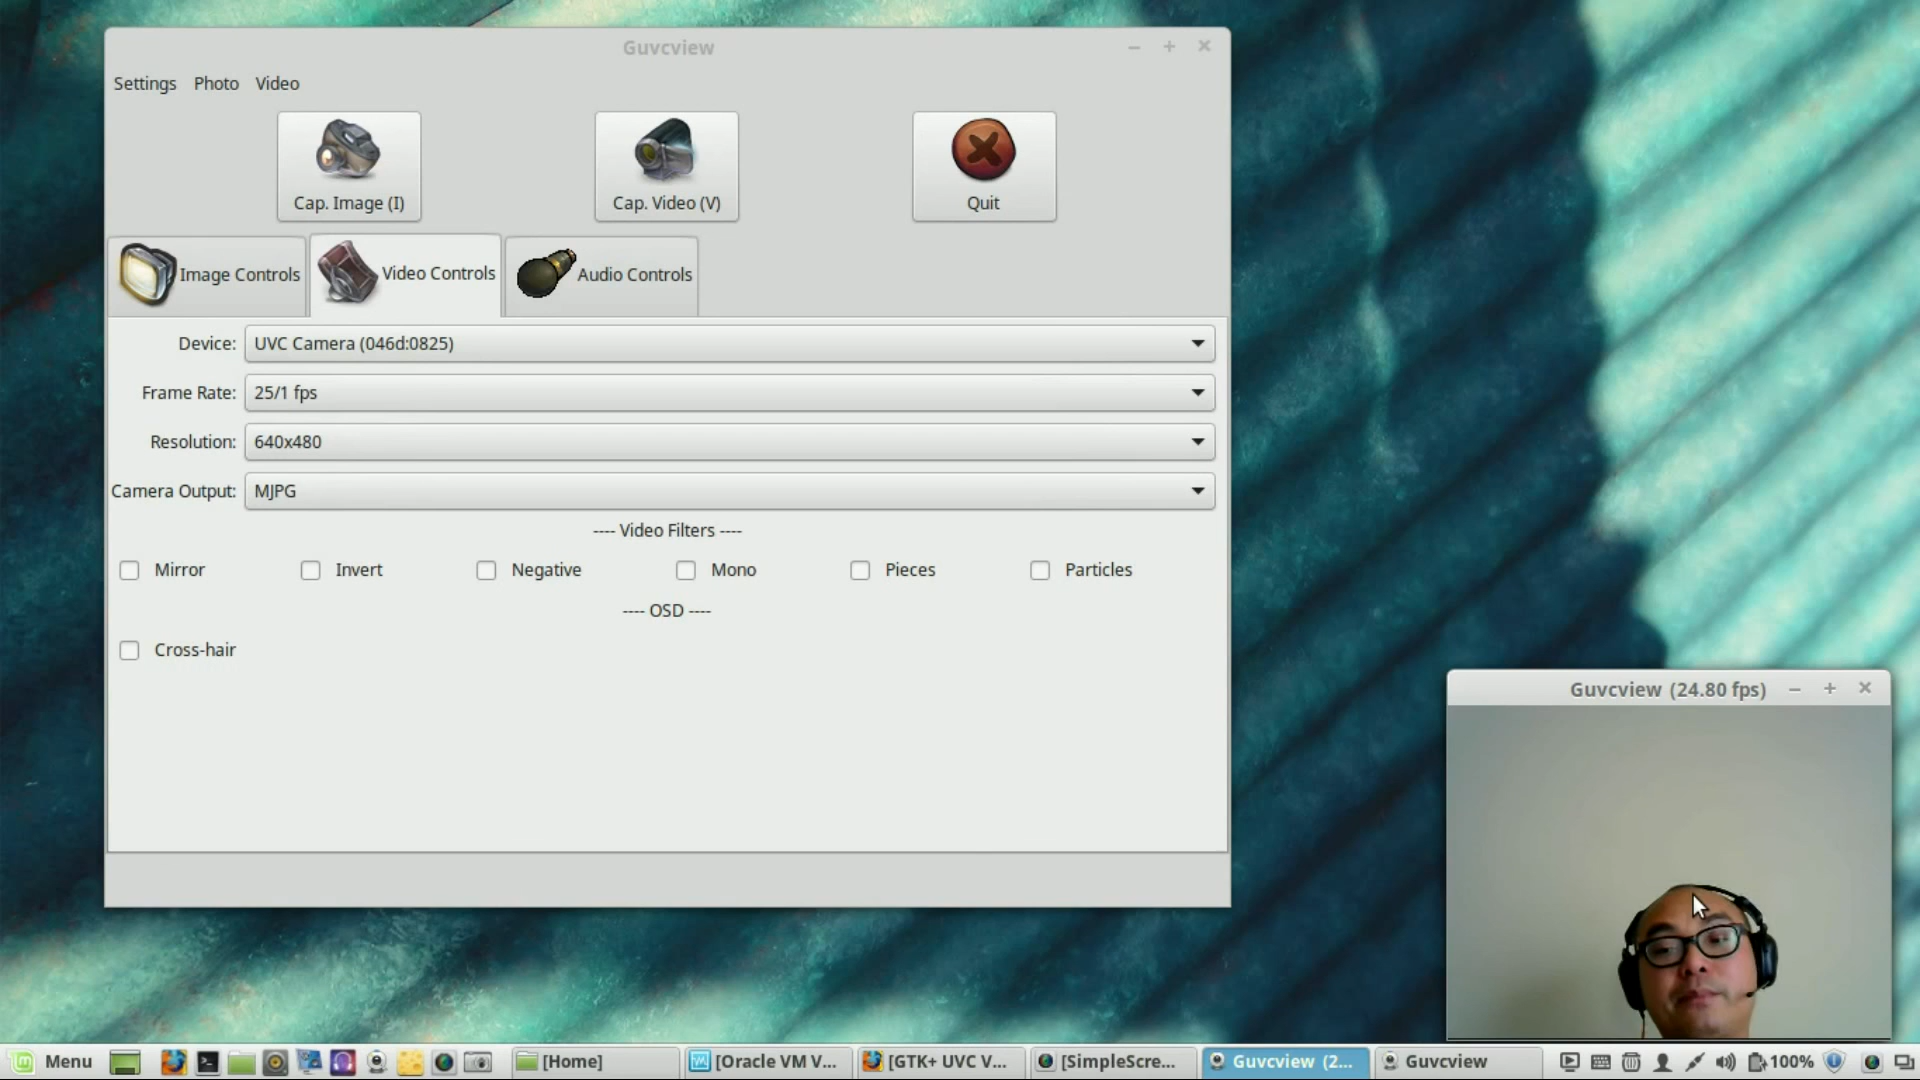 Guvcview
Settings Photo Video
Cap. Image (I) Cap. Video (V) Quit
Image Controls Video Controls Audio Controls
Device: UVC Camera (046d:0825)
Frame Rate: 25/1 fps
Resolution: 640x480
Camera Output: MJPG
---- Video Filters ----
Mirror Invert Negative Mono Pieces Particles
---- OSD ----
Cross-hair
Guvcview (24.80 fps)
Menu [Home] [Oracle VM V... [GTK+ UVC V... [SimpleScre... Guvcview (2... Guvcview 100%